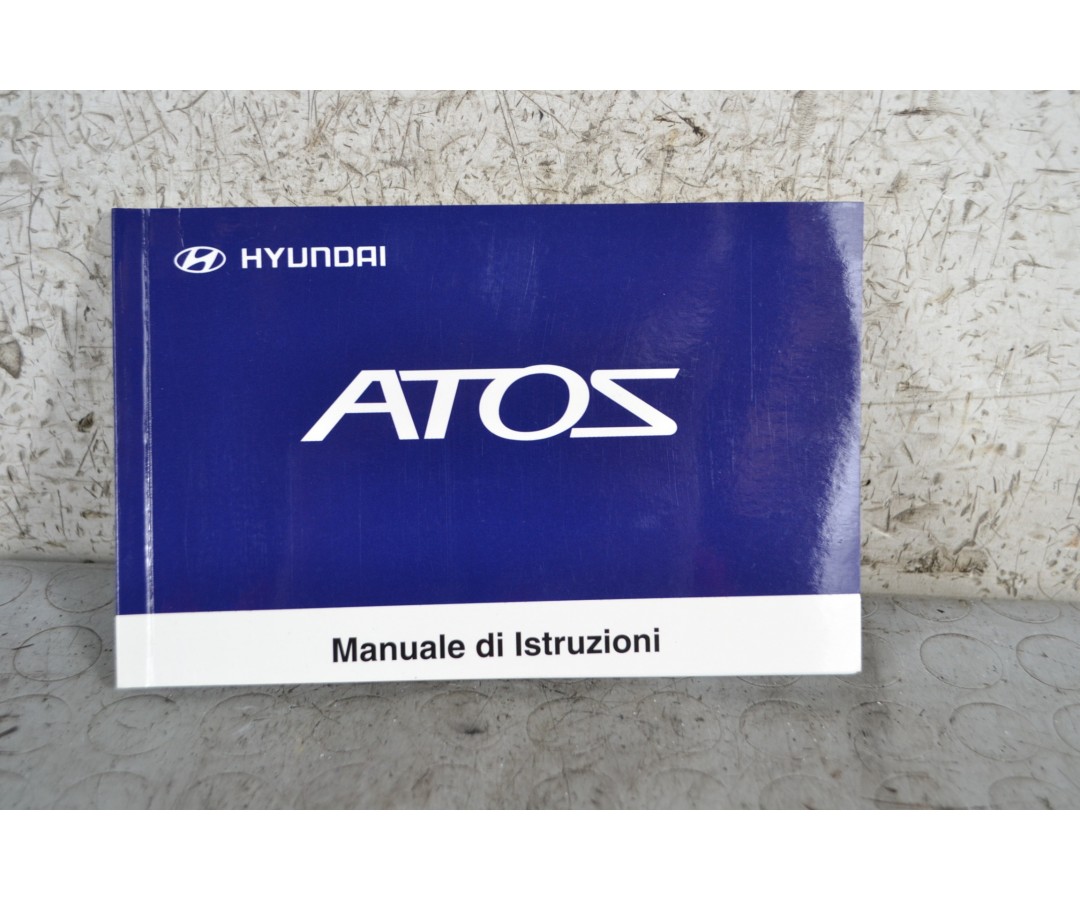 HYUNDAI
ATOS
Manuale di Istruzioni